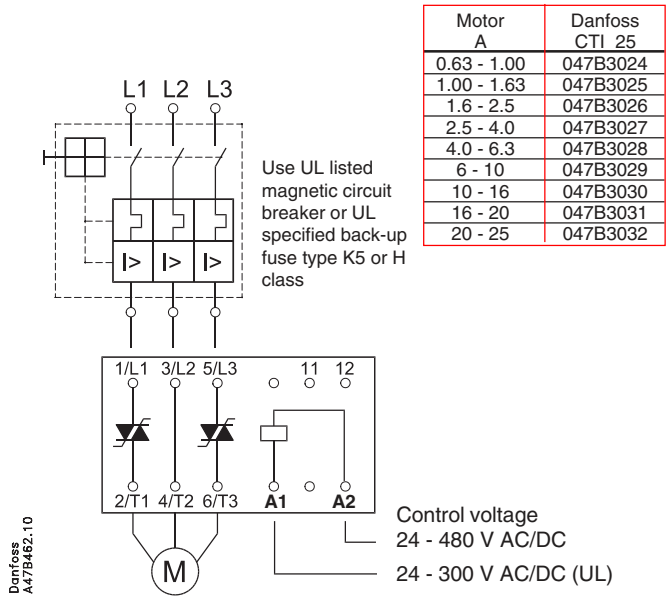 Motor A Danfoss CTI 25
0.63 - 1.00 047B3024
1.00 - 1.63 047B3025
1.6 - 2.5 047B3026
2.5 - 4.0 047B3027
4.0 - 6.3 047B3028
6 - 10 047B3029
10 - 16 047B3030
16 - 20 047B3031
20 - 25 047B3032
L1 L2 L3
Use UL listed
magnetic circuit
breaker or UL
specified back-up
fuse type K5 or H
class
I> I> I>
1/L1 3/L2 5/L3 11 12
2/T1 4/T2 6/T3 A1 A2
M
Control voltage
24 - 480 V AC/DC
24 - 300 V AC/DC (UL)
Danfoss
A47B462.10